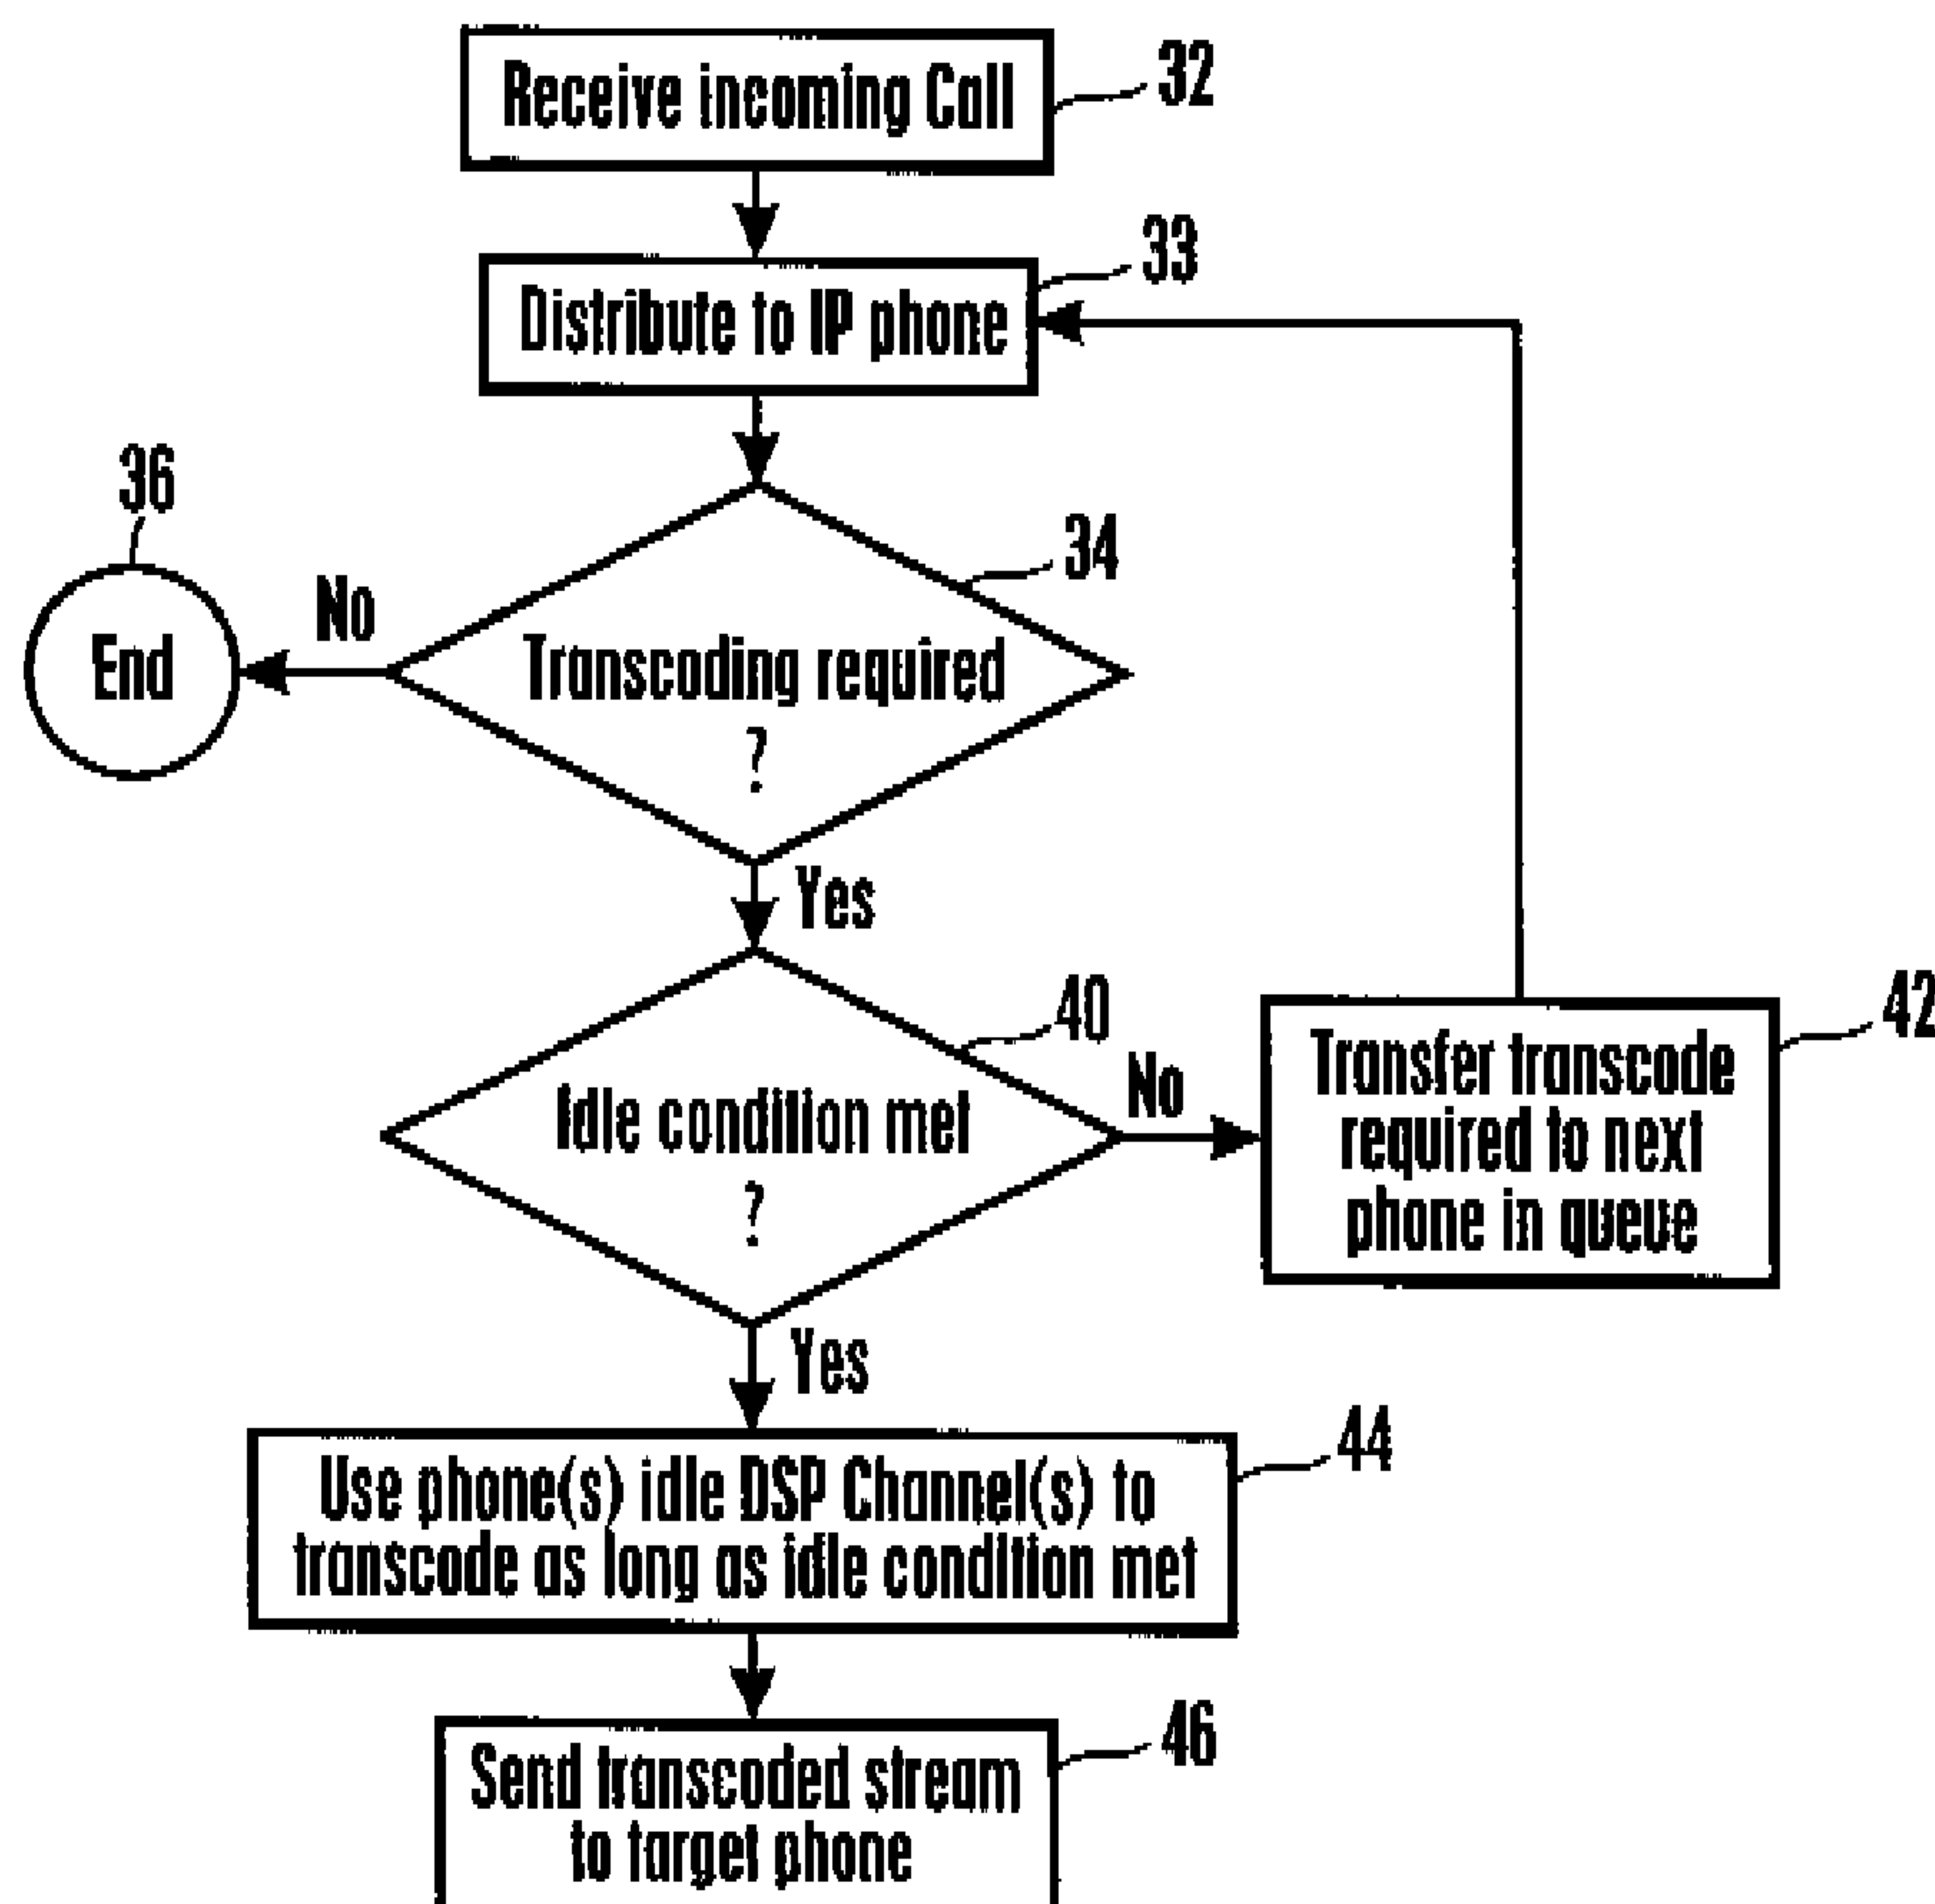 Receive incoming Call
32
Distribute to IP phone
33
36
End
No
34
Transcoding required
?
Yes
40
Idle condition met
?
No
42
Transfer transcode
required to next
phone in queue
Yes
44
Use phone(s) idle DSP Channel(s) to
transcode as long as idle condition met
46
Send transcoded stream
to target phone